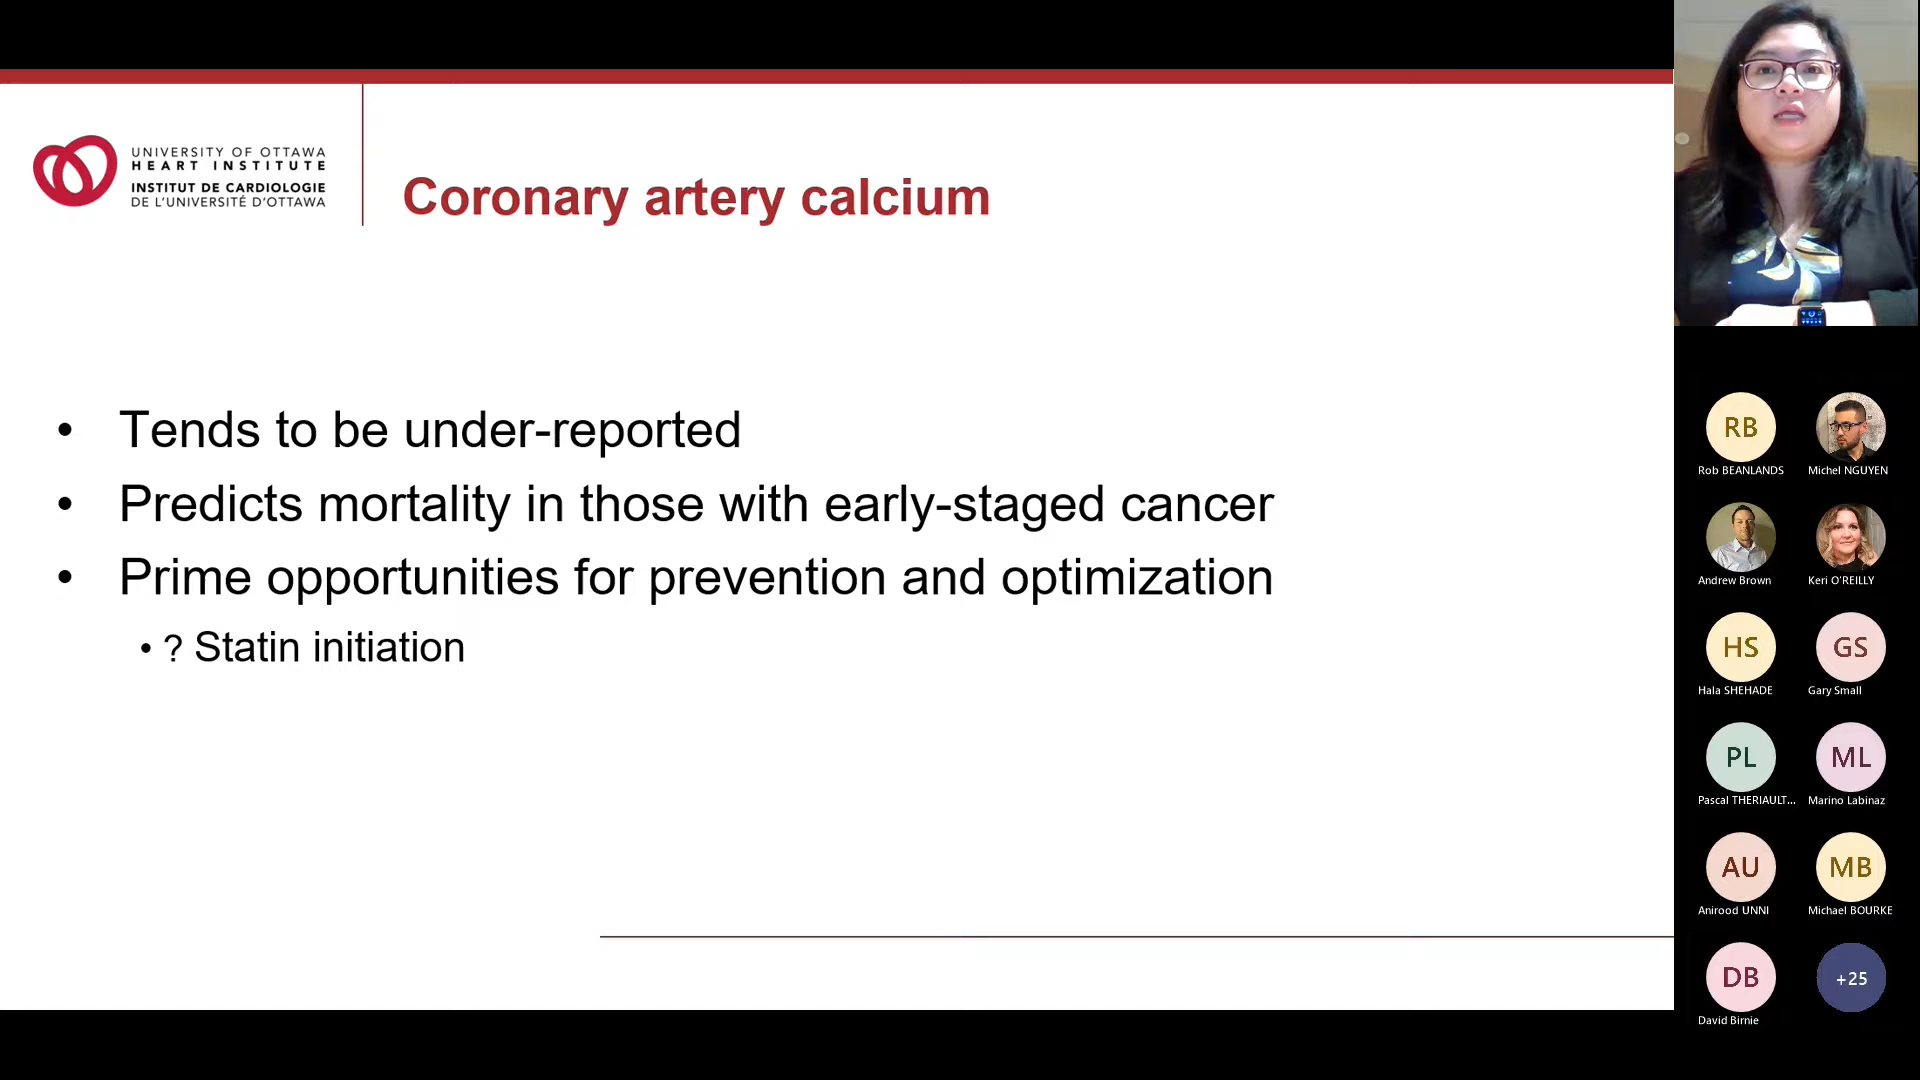 UNIVERSITY OF OTTAWA
HEART INSTITUTE
INSTITUT DE CARDIOLOGIE
DE L'UNIVERSITÉ D'OTTAWA
Coronary artery calcium
• Tends to be under-reported
• Predicts mortality in those with early-staged cancer
• Prime opportunities for prevention and optimization
• ? Statin initiation
RB
Rob BEANLANDS
Michel NGUYEN
Andrew Brown
Keri O'REILLY
HS
Hala SHEHADE
GS
Gary Small
PL
Pascal THERIAULT...
ML
Marino Labinaz
AU
Anirood UNNI
MB
Michael BOURKE
DB
David Birnie
+25